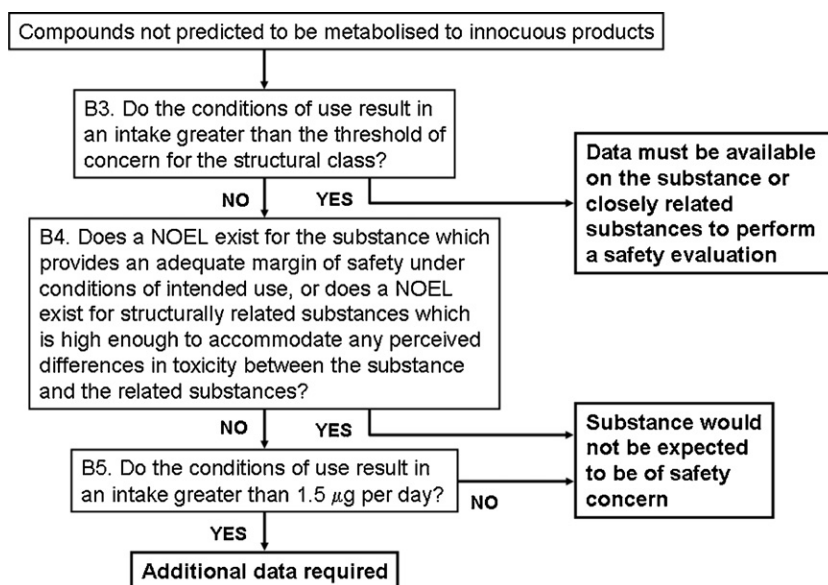 Compounds not predicted to be metabolised to innocuous products
B3. Do the conditions of use result in
an intake greater than the threshold of
concern for the structural class?
NO
YES
Data must be available
on the substance or
closely related
substances to perform
a safety evaluation
B4. Does a NOEL exist for the substance which
provides an adequate margin of safety under
conditions of intended use, or does a NOEL
exist for structurally related substances which
is high enough to accommodate any perceived
differences in toxicity between the substance
and the related substances?
NO
YES
Substance would
not be expected
to be of safety
concern
B5. Do the conditions of use result in
an intake greater than 1.5 μg per day?
NO
YES
Additional data required